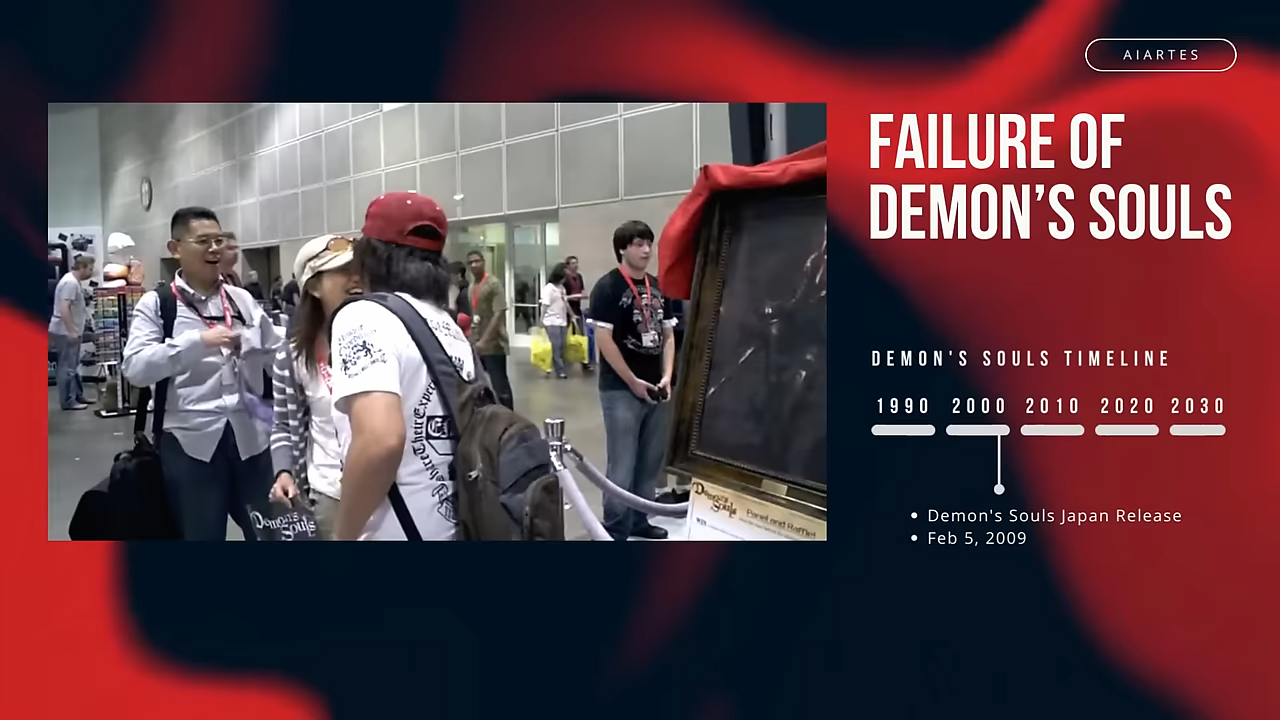 AIARTES
FAILURE OF
DEMON'S SOULS
DEMON'S SOULS TIMELINE
1990 2000 2010 2020 2030
Demon's Souls Japan Release
Feb 5, 2009
Demon's
Souls
Demon's
Souls
Panel and Raffle!
WIN